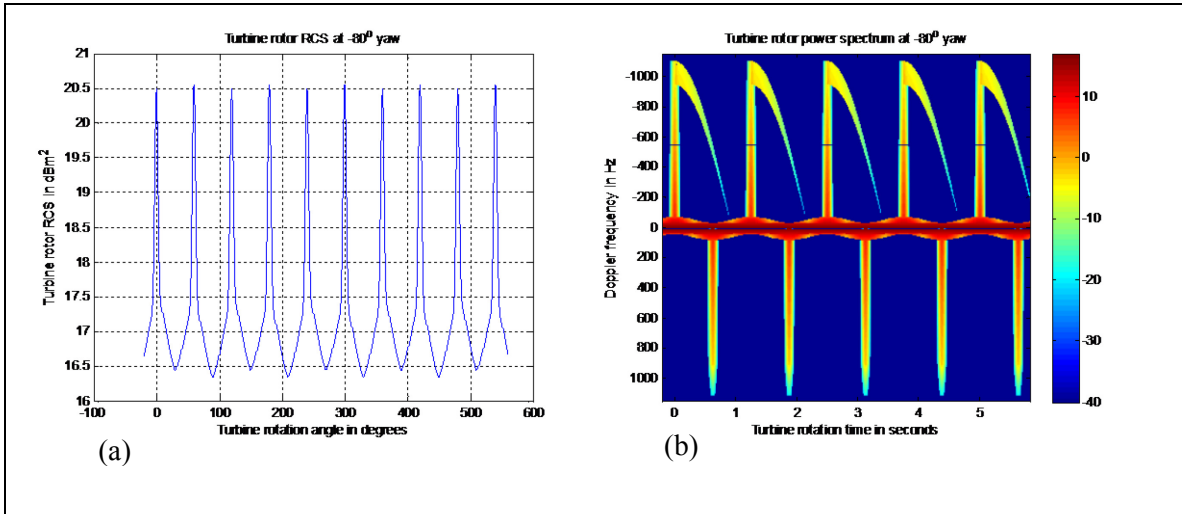 Turbine rotor RCS at -80⁰ yaw
21
20.5
20
19.5
19
18.5
18
17.5
17
16.5
16
Turbine rotor RCS in dBm²
-100 0 100 200 300 400 500 600
Turbine rotation angle in degrees
(a)
Turbine rotor power spectrum at -80⁰ yaw
-1000
-800
-600
-400
-200
0
200
400
600
800
1000
Doppler frequency in Hz
0 1 2 3 4 5
Turbine rotation time in seconds
(b)
10
0
-10
-20
-30
-40